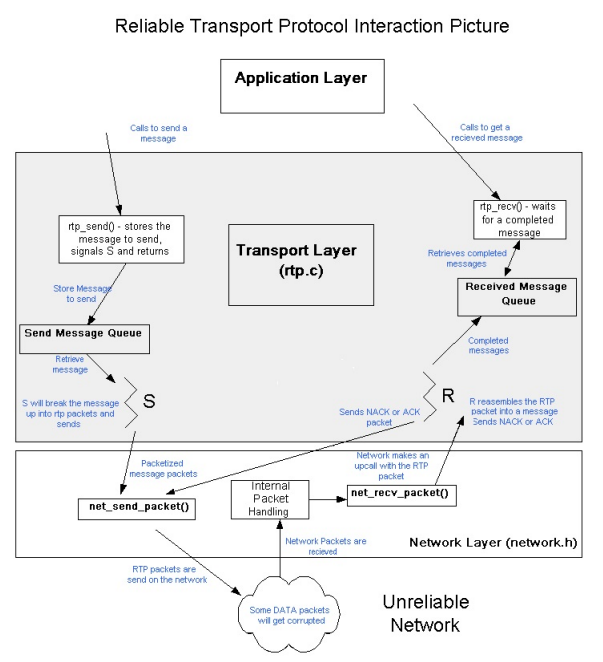 Reliable Transport Protocol Interaction Picture
Application Layer
Calls to send a
message
Calls to get a
recieved message
rtp_send() - stores the
message to send,
signals S and returns
Transport Layer
(rtp.c)
rtp_recv() - waits
for a completed
message
Retrieves completed
messages
Store Message
to send
Received Message
Queue
Send Message Queue
Retrieve
message
Completed
messages
S will break the message
up into rtp packets and
sends
S
R
R reasembles the RTP
packet into a message
Sends NACK or ACK
Sends NACK or ACK
packet
Packetized
message packets
Network makes an
upcall with the RTP
packet
Internal
Packet
Handling
net_send_packet()
net_recv_packet()
Network Layer (network.h)
Network Packets are
recieved
RTP packets are
send on the network
Some DATA packets
will get corrupted
Unreliable
Network